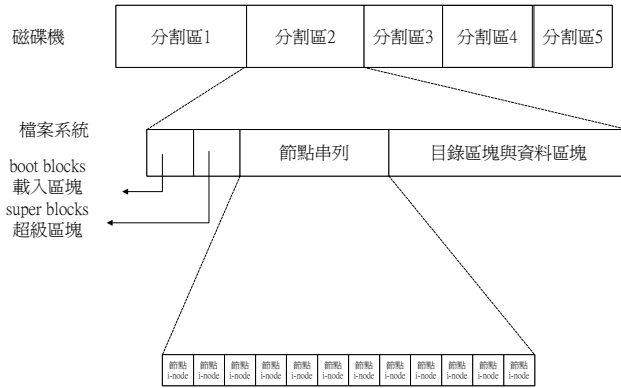 磁碟機
分割區1
分割區2
分割區3
分割區4
分割區5
檔案系統
節點串列
目錄區塊與資料區塊
boot blocks
載入區塊
super blocks
超級區塊
節點
i-node
節點
i-node
節點
i-node
節點
i-node
節點
i-node
節點
i-node
節點
i-node
節點
i-node
節點
i-node
節點
i-node
節點
i-node
節點
i-node